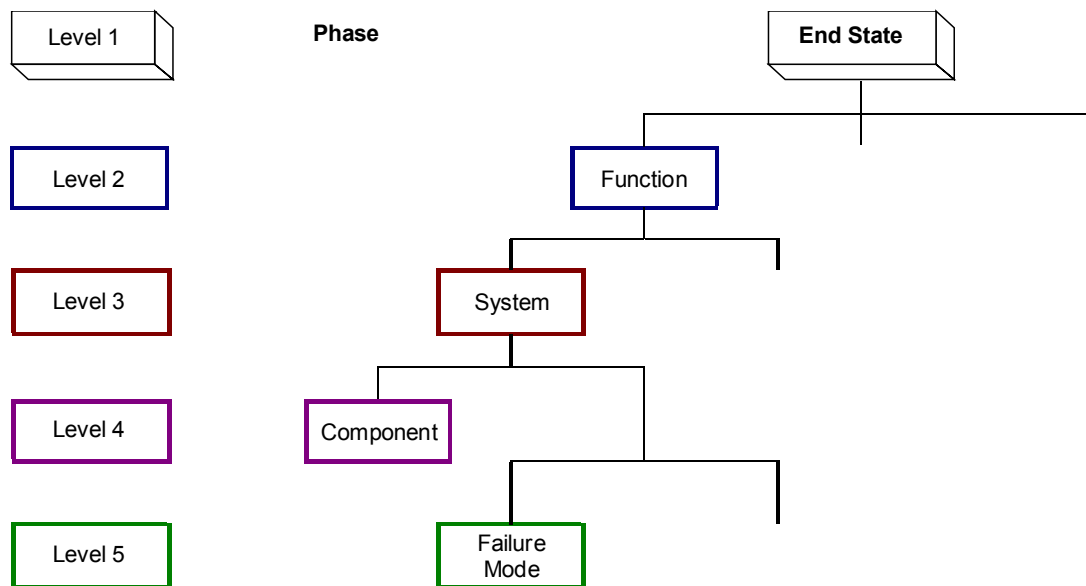 Level 1
Phase
End State
Level 2
Function
Level 3
System
Level 4
Component
Level 5
Failure
Mode